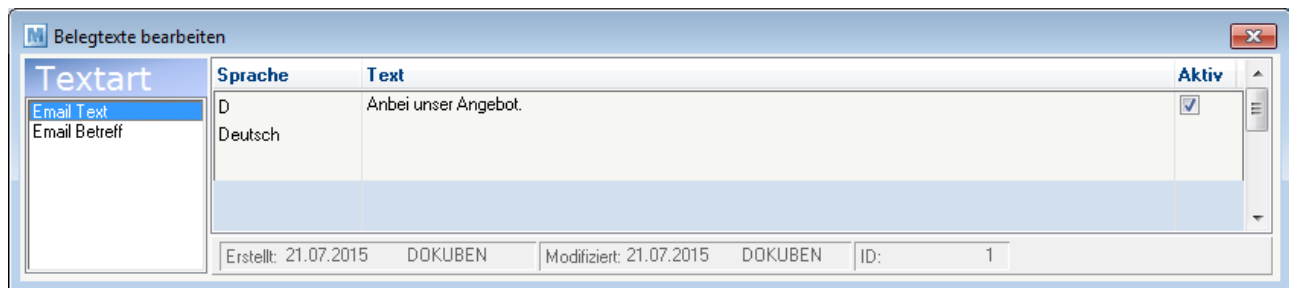 M Belegtexte bearbeiten
Textart
Email Text
Email Betreff
Sprache Text Aktiv
D Anbei unser Angebot.
Deutsch
Erstellt: 21.07.2015 DOKUBEN Modifiziert: 21.07.2015 DOKUBEN ID: 1